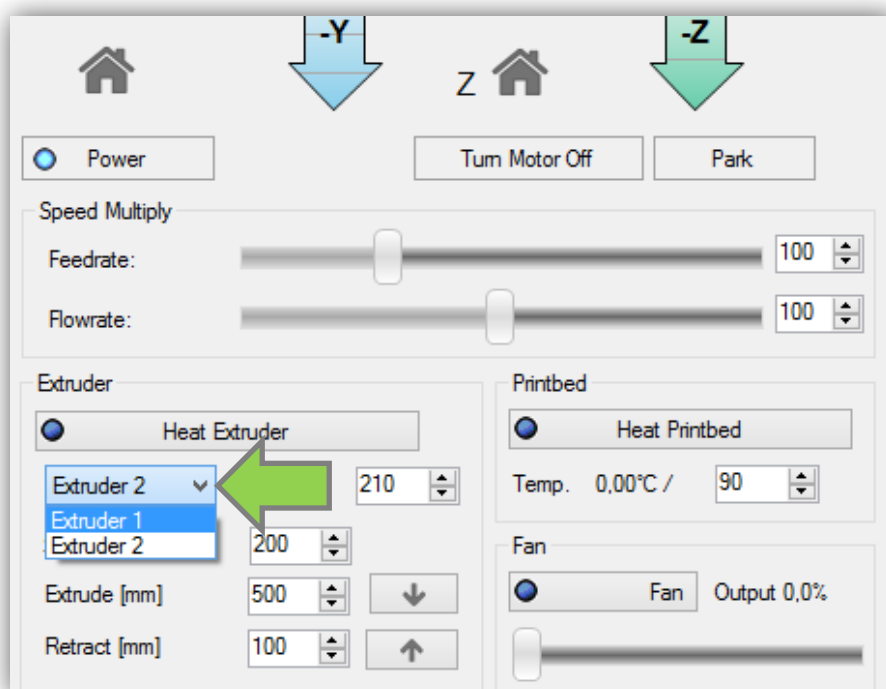 -Y
-Z
Z
Power
Turn Motor Off
Park
Speed Multiply
Feedrate:
100
Flowrate:
100
Extruder
Printbed
Heat Extruder
Heat Printbed
Extruder 2
210
Temp. 0,00°C /
90
Extruder 1
Extruder 2
200
Fan
Extrude [mm]
500
Fan
Output 0,0%
Retract [mm]
100